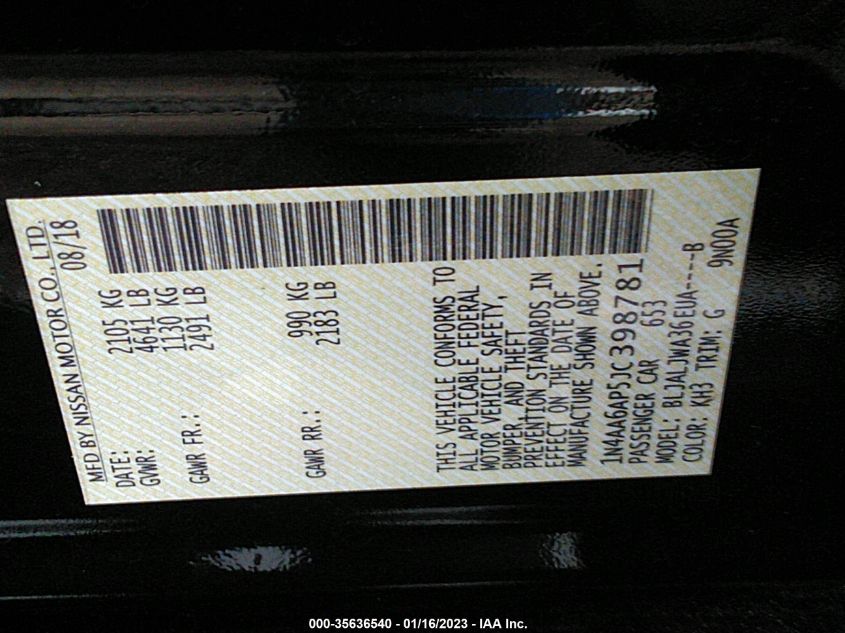 MFD BY NISSAN MOTOR CO., LTD.
DATE: 08/18
GVWR: 2105 KG
4641 LB
GAWR FR.: 1130 KG
2491 LB
GAWR RR.: 990 KG
2183 LB
THIS VEHICLE CONFORMS TO
ALL APPLICABLE FEDERAL
MOTOR VEHICLE SAFETY,
BUMPER, AND THEFT
PREVENTION STANDARDS IN
EFFECT ON THE DATE OF
MANUFACTURE SHOWN ABOVE.
1N4AA6AP5JC398781
PASSENGER CAR 653
MODEL: BLJALJWA36EUA----B
COLOR: KH3 TRIM: G 9N00A
000-35636540 - 01/16/2023 - IAA Inc.